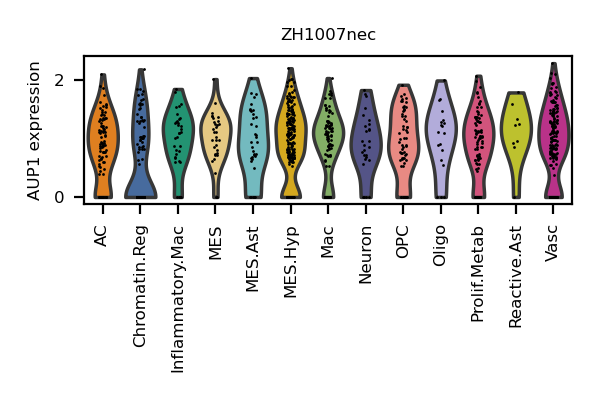 ZH1007nec
AUP1 expression
2
0
AC
Chromatin.Reg
Inflammatory.Mac
MES
MES.Ast
MES.Hyp
Mac
Neuron
OPC
Oligo
Prolif.Metab
Reactive.Ast
Vasc